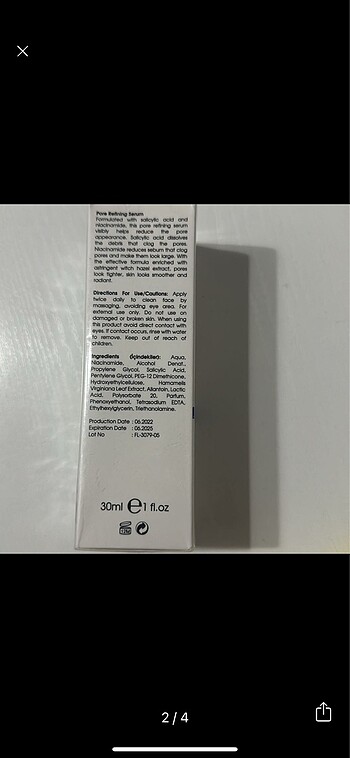 Pore Refining Serum
Formulated with salicylic acid and
niacinamide, this pore refining serum
visibly helps reduce the pore
appearance. Salicylic acid dissolves
the debris that clog the pores.
Niacinamide reduces sebum that clog
pores and make them look large. With
the effective formula enriched with
astringent witch hazel extract, pores
look tighter, skin looks smoother and
radiant.
Directions For Use/Cautions: Apply
twice daily to clean face by
massaging, avoiding eye area. For
external use only. Do not use on
damaged or broken skin. When using
this product avoid direct contact with
eyes. If contact occurs, rinse with water
to remove. Keep out of reach of
children.
Ingredients (İçindekiler): Aqua,
Niacinamide, Alcohol Denat.,
Propylene Glycol, Salicylic Acid,
Pentylene Glycol, PEG-12 Dimethicone,
Hydroxyethylcellulose, Hamamelis
Virginiana Leaf Extract, Allantoin, Lactic
Acid, Polysorbate 20, Parfum,
Phenoxyethanol, Tetrasodium EDTA,
Ethylhexylglycerin, Triethanolamine.
Production Date : 06.2022
Expiration Date : 06.2025
Lot No : FL-3079-05
30ml e 1 fl.oz
2 / 4